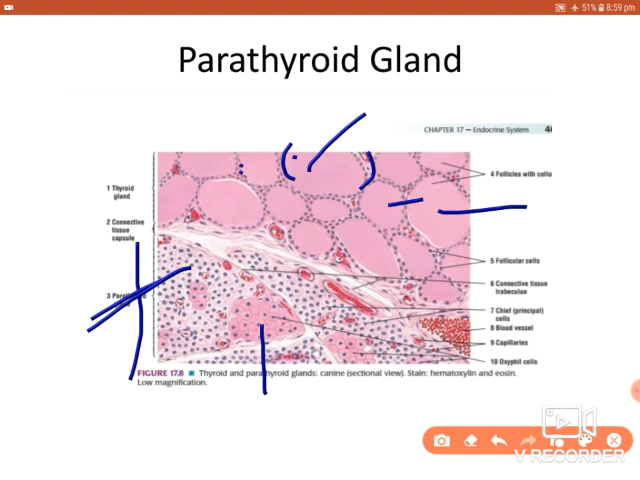 51% 8:59 pm
Parathyroid Gland
CHAPTER 17 — Endocrine System
1 Thyroid
gland
2 Connective
tissue
capsule
3
4 Follicles with
5 Follicular cells
6 Connective tissue
trabeculae
7 Chief (principal)
cells
8 Blood vessel
9 Capillaries
10 Oxyphil cells
FIGURE 17.8 ■ Thyroid and parathyroid glands: canine (sectional view). Stain: hematoxylin and eosin.
Low magnification.
V RECORDER